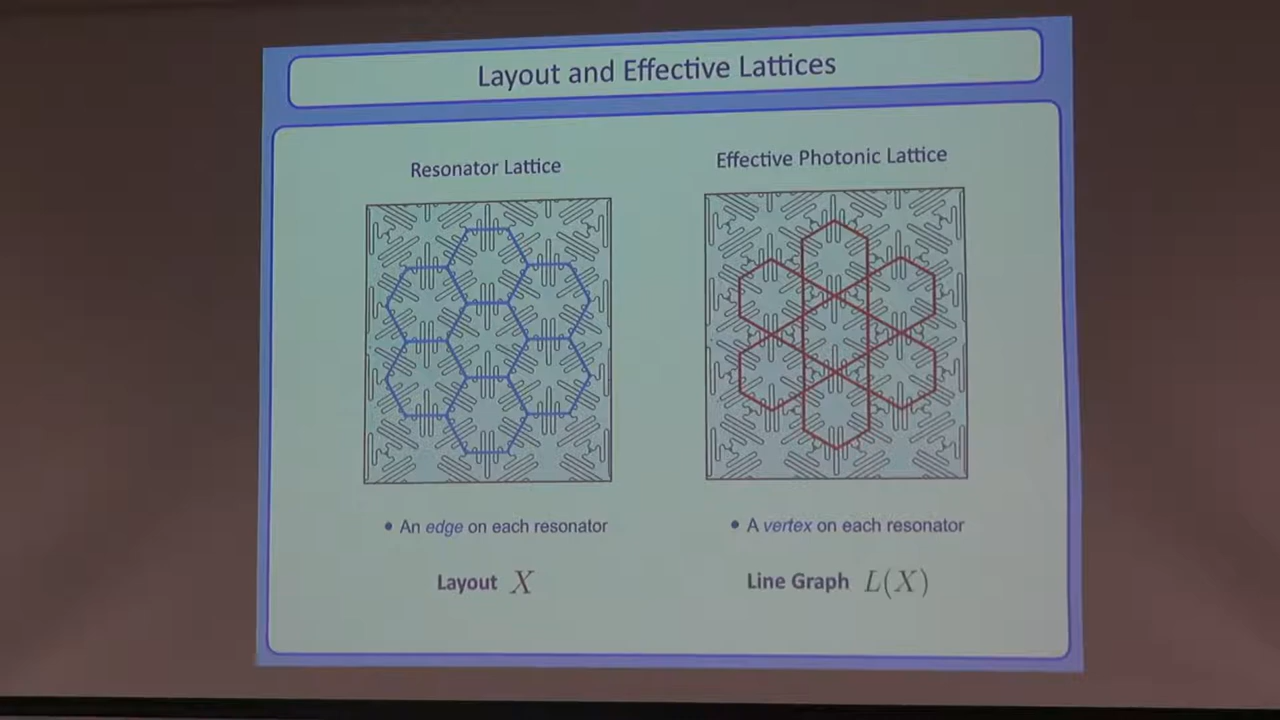 Layout and Effective Lattices
Resonator Lattice
Effective Photonic Lattice
• An edge on each resonator
• A vertex on each resonator
Layout X
Line Graph L(X)